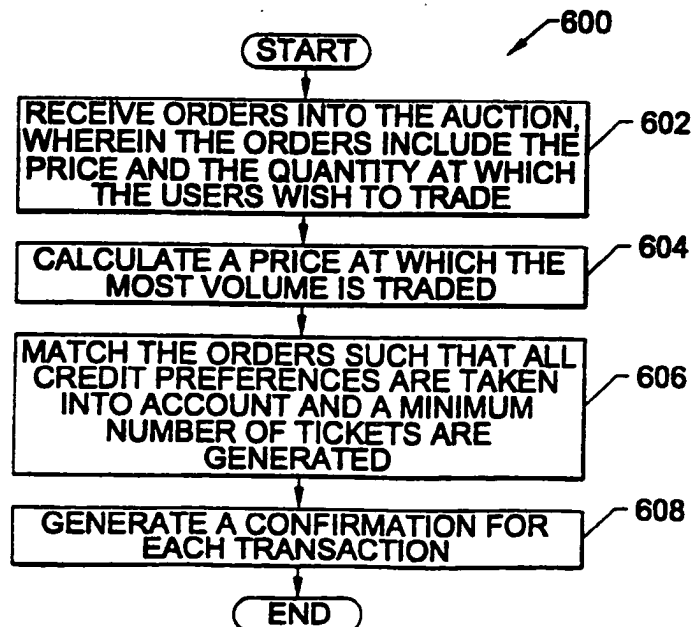 600
START
RECEIVE ORDERS INTO THE AUCTION,
WHEREIN THE ORDERS INCLUDE THE
PRICE AND THE QUANTITY AT WHICH
THE USERS WISH TO TRADE
602
CALCULATE A PRICE AT WHICH THE
MOST VOLUME IS TRADED
604
MATCH THE ORDERS SUCH THAT ALL
CREDIT PREFERENCES ARE TAKEN
INTO ACCOUNT AND A MINIMUM
NUMBER OF TICKETS ARE
GENERATED
606
GENERATE A CONFIRMATION FOR
EACH TRANSACTION
608
END